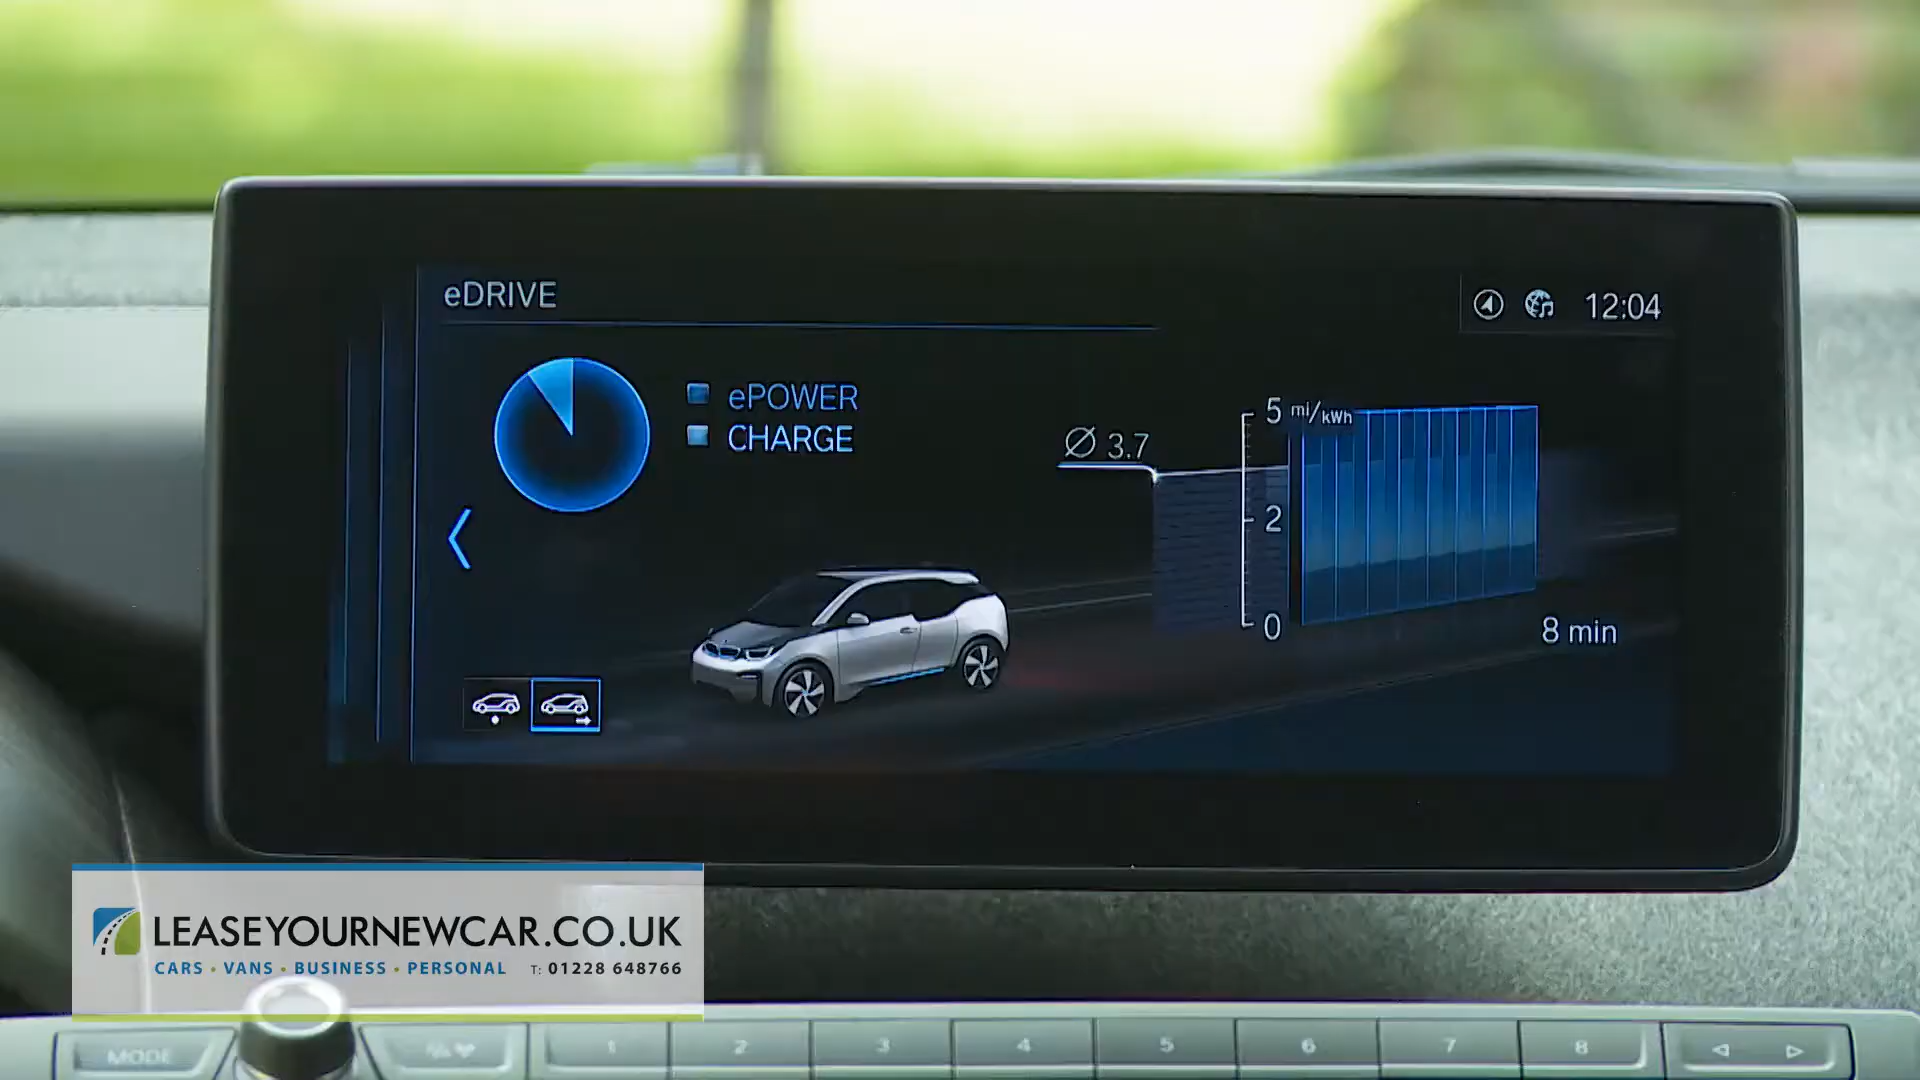 eDRIVE
12:04
ePOWER
CHARGE
5 mi/kWh
Ø 3.7
2
0
8 min
LEASEYOURNEWCAR.CO.UK
CARS • VANS • BUSINESS • PERSONAL T: 01228 648766
MODE
1 2 3 4 5 6 7 8